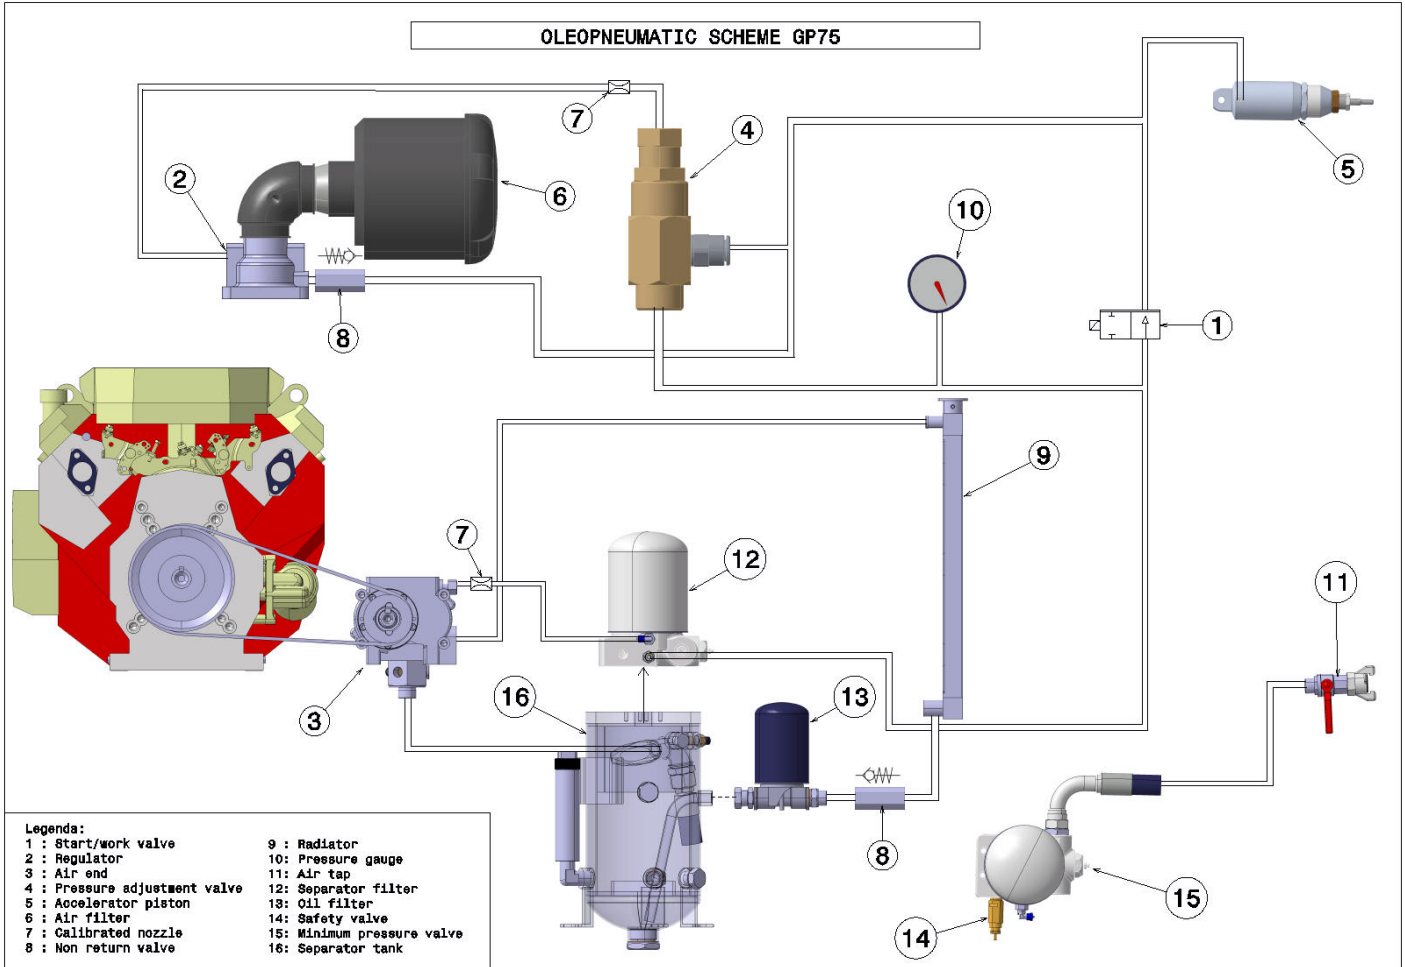 OLEOPNEUMATIC SCHEME GP75
7
4
5
2
6
10
8
1
9
7
12
11
16
13
3
8
15
14
Legenda:
1 : Start/work valve
2 : Regulator
3 : Air end
4 : Pressure adjustment valve
5 : Accelerator piston
6 : Air filter
7 : Calibrated nozzle
8 : Non return valve
9 : Radiator
10: Pressure gauge
11: Air tap
12: Separator filter
13: Oil filter
14: Safety valve
15: Minimum pressure valve
16: Separator tank